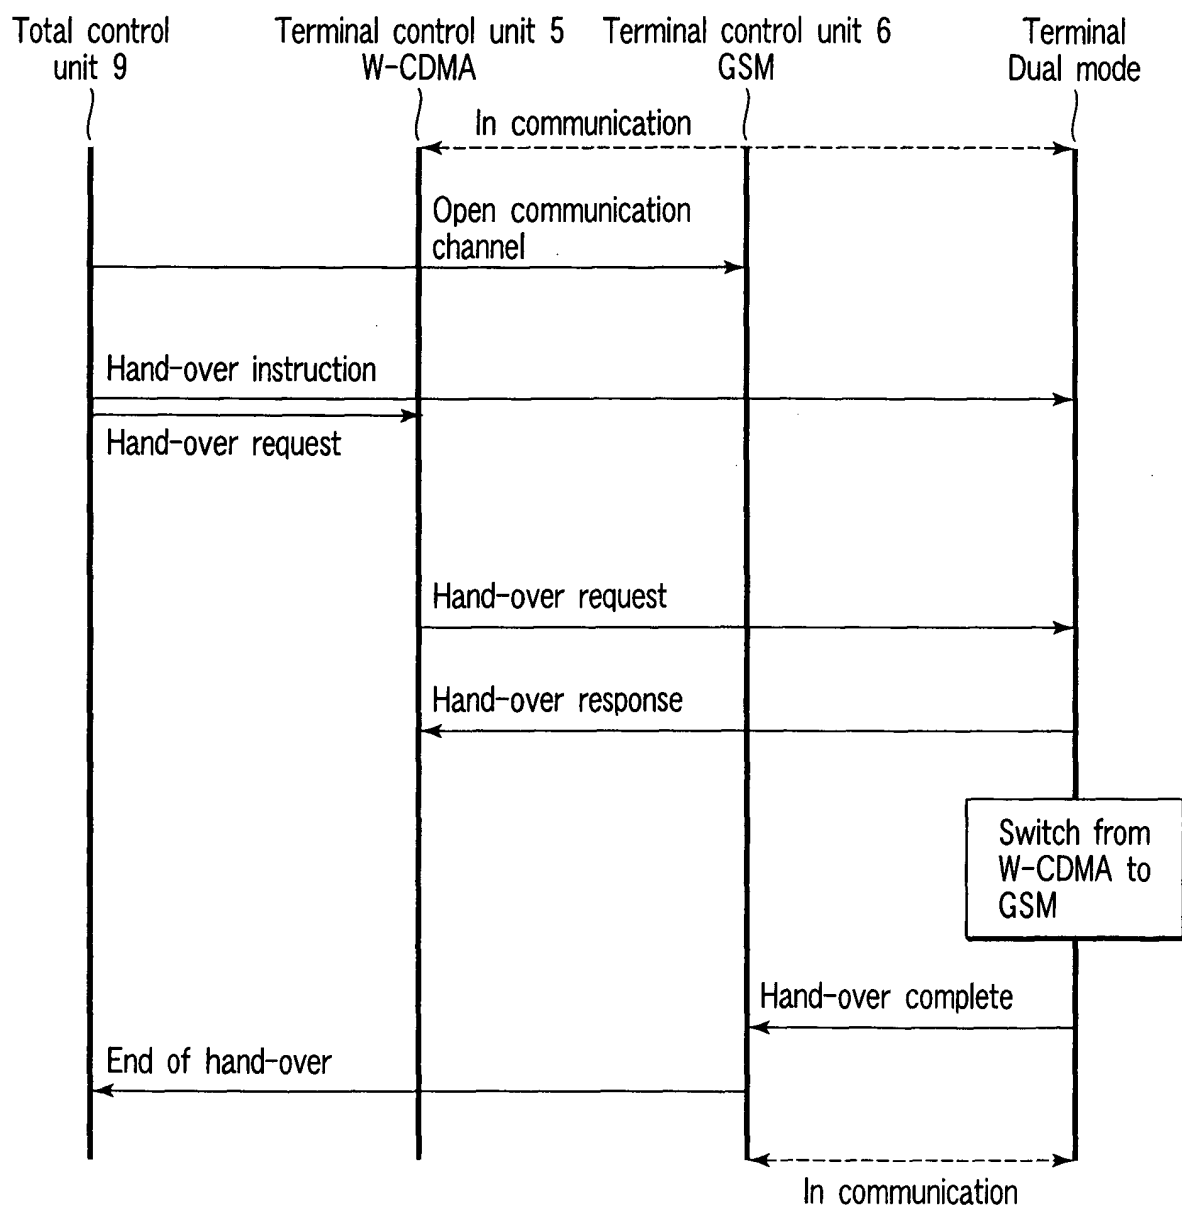 Total control
unit 9
Terminal control unit 5
W-CDMA
Terminal control unit 6
GSM
Terminal
Dual mode
In communication
Open communication
channel
Hand-over instruction
Hand-over request
Hand-over request
Hand-over response
Switch from
W-CDMA to
GSM
Hand-over complete
End of hand-over
In communication